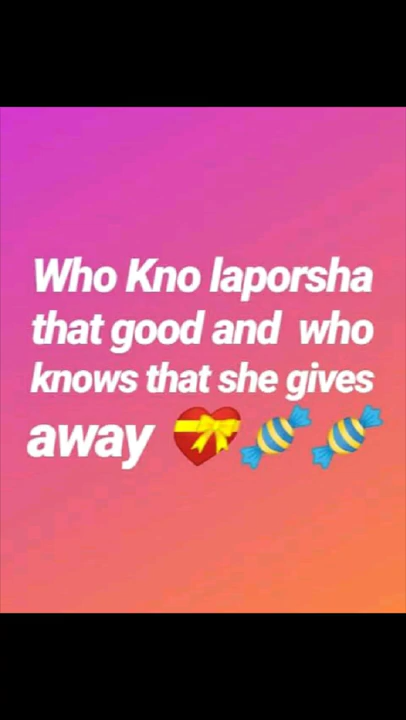 Who Kno laporsha
that good and who
knows that she gives
away 💝🍬🍬